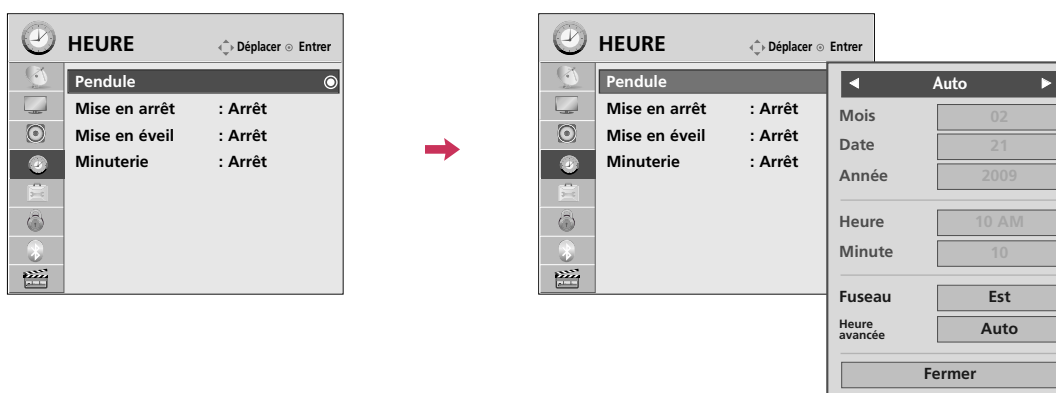 HEURE Déplacer Entrer
Pendule
Mise en arrêt : Arrêt
Mise en éveil : Arrêt
Minuterie : Arrêt
HEURE Déplacer Entrer
Pendule
Mise en arrêt : Arrêt
Mise en éveil : Arrêt
Minuterie : Arrêt
Auto
Mois 02
Date 21
Année 2009
Heure 10 AM
Minute 10
Fuseau Est
Heure
avancée Auto
Fermer